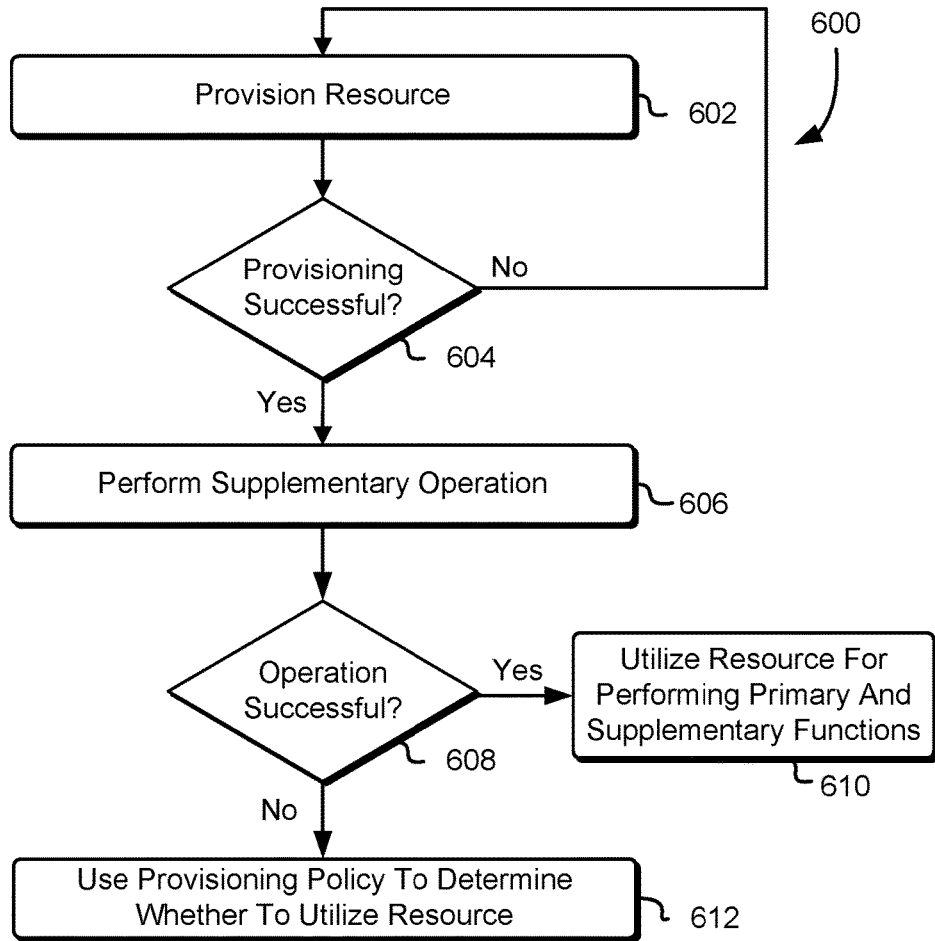 600
Provision Resource
602
Provisioning
Successful?
No
604
Yes
Perform Supplementary Operation
606
Operation
Successful?
Yes
Utilize Resource For
Performing Primary And
Supplementary Functions
608
610
No
Use Provisioning Policy To Determine
Whether To Utilize Resource
612